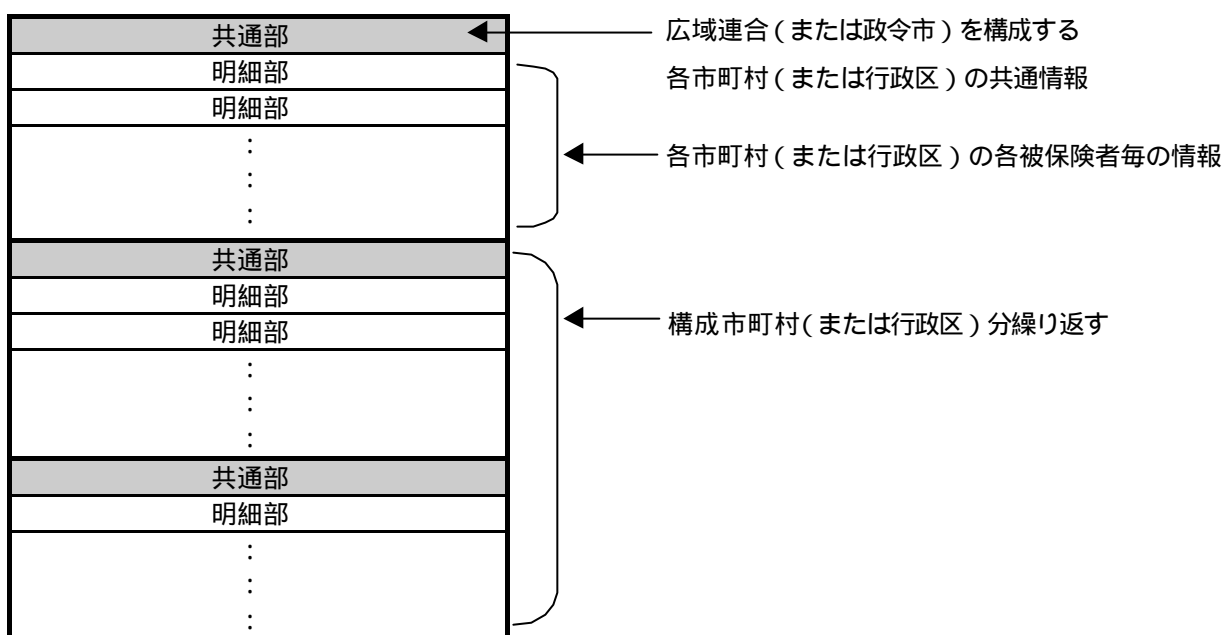 共通部
広域連合(または政令市)を構成する
各市町村(または行政区)の共通情報
明細部
明細部
:
:
:
各市町村(または行政区)の各被保険者毎の情報
共通部
明細部
明細部
:
:
:
構成市町村(または行政区)分繰り返す
共通部
明細部
:
:
: